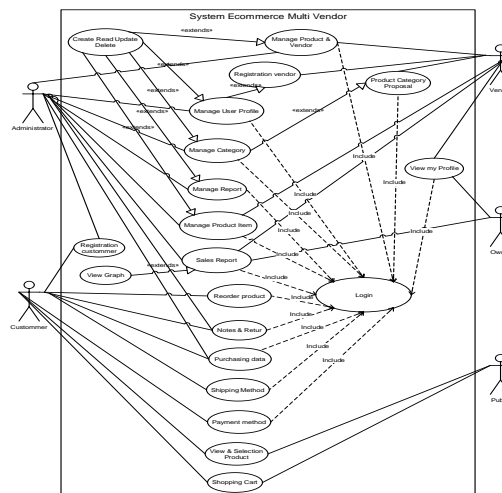 System Ecommerce Multi Vendor
Create Read Update
Delete
«extends»
Manage Product &
Vendor
Registration vendor
«extends»
Product Category
Proposal
«extends»
Manage User Profile
«extends»
«extends»
Administrator
Manage Category
Include
Include
View my Profile
Manage Report
Include
Include
Manage Product Item
Include
Registration
custommer
Sales Report
View Graph
«extends»
Include
Login
Custommer
Reorder product
Include
Include
Notes & Retur
Include
Include
Purchasing data
Include
Shipping Method
Payment method
View & Selection
Product
Shopping Cart